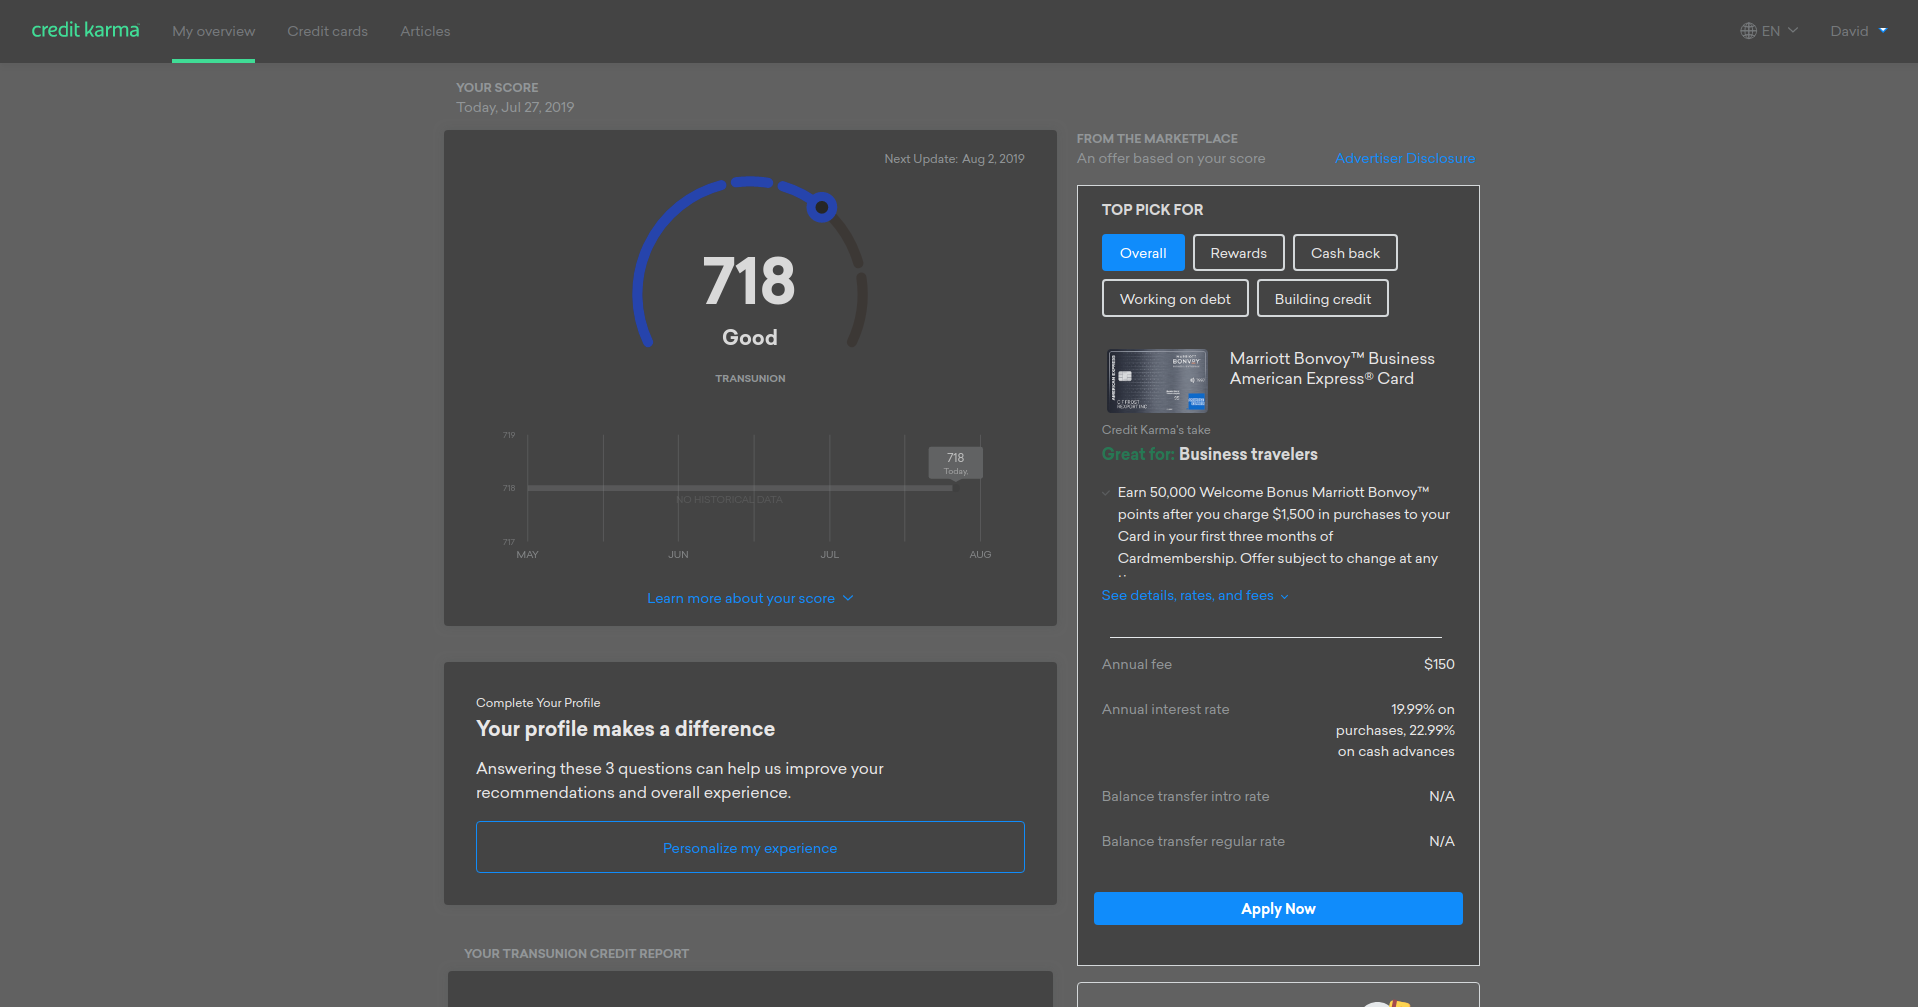 credit karma
My overview
Credit cards
Articles
EN
David
YOUR SCORE
Today, Jul 27, 2019
Next Update: Aug 2, 2019
718
Good
TRANSUNION
719
718
717
718
Today,
NO HISTORICAL DATA
MAY
JUN
JUL
AUG
Learn more about your score
Complete Your Profile
Your profile makes a difference
Answering these 3 questions can help us improve your
recommendations and overall experience.
Personalize my experience
YOUR TRANSUNION CREDIT REPORT
FROM THE MARKETPLACE
An offer based on your score
Advertiser Disclosure
TOP PICK FOR
Overall
Rewards
Cash back
Working on debt
Building credit
AMERICAN EXPRESS
MARRIOTT
BONVOY
C F FROST
Marriott Bonvoy™ Business
American Express® Card
Credit Karma's take
Great for: Business travelers
Earn 50,000 Welcome Bonus Marriott Bonvoy™
points after you charge $1,500 in purchases to your
Card in your first three months of
Cardmembership. Offer subject to change at any
See details, rates, and fees
Annual fee
$150
Annual interest rate
19.99% on
purchases, 22.99%
on cash advances
Balance transfer intro rate
N/A
Balance transfer regular rate
N/A
Apply Now